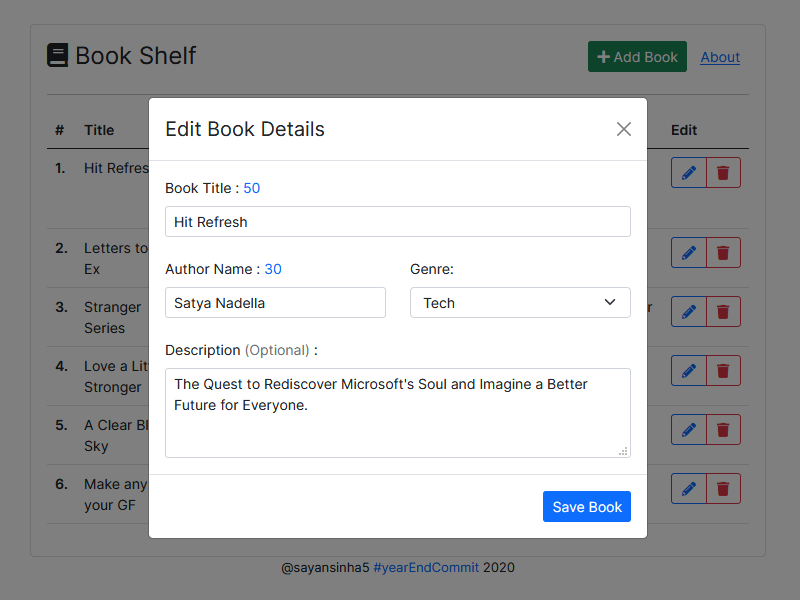 Book Shelf
Add Book
About
Edit Book Details
# Title
Edit
1. Hit Refres
Book Title : 50
Hit Refresh
2. Letters to
Ex
Author Name : 30
Genre:
Satya Nadella
Tech
3. Stranger
Series
r
Description (Optional) :
4. Love a Lit
Stronger
The Quest to Rediscover Microsoft's Soul and Imagine a Better
Future for Everyone.
5. A Clear Bl
Sky
6. Make any
your GF
Save Book
@sayansinha5 #yearEndCommit 2020